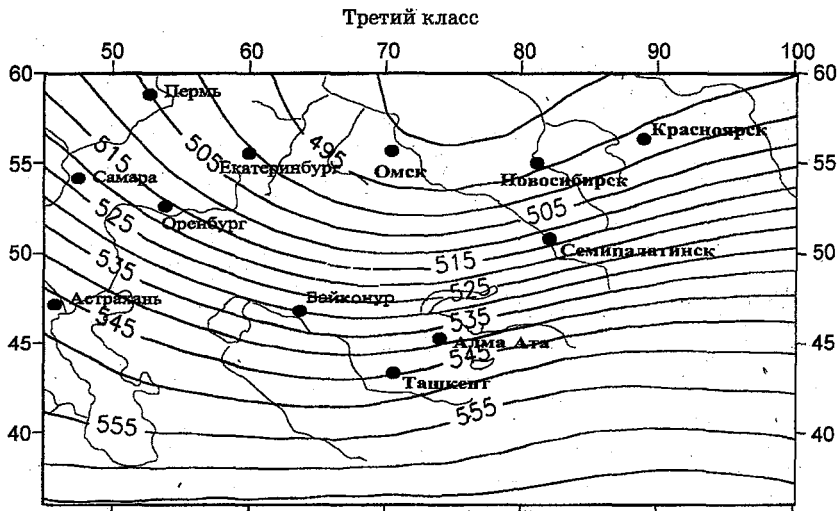 Третий класс
50 60 70 80 90 100
60 60
Пермь
515 505 495 Красноярск
55 Екатеринбург Омск 55
Самара Новосибирск
525 Оренбург 505
50 535 515 Семипалатинск 50
525
Астрахань Байконур 535
45 545 Алма Ата 45
545
Ташкент
40 555 555 40